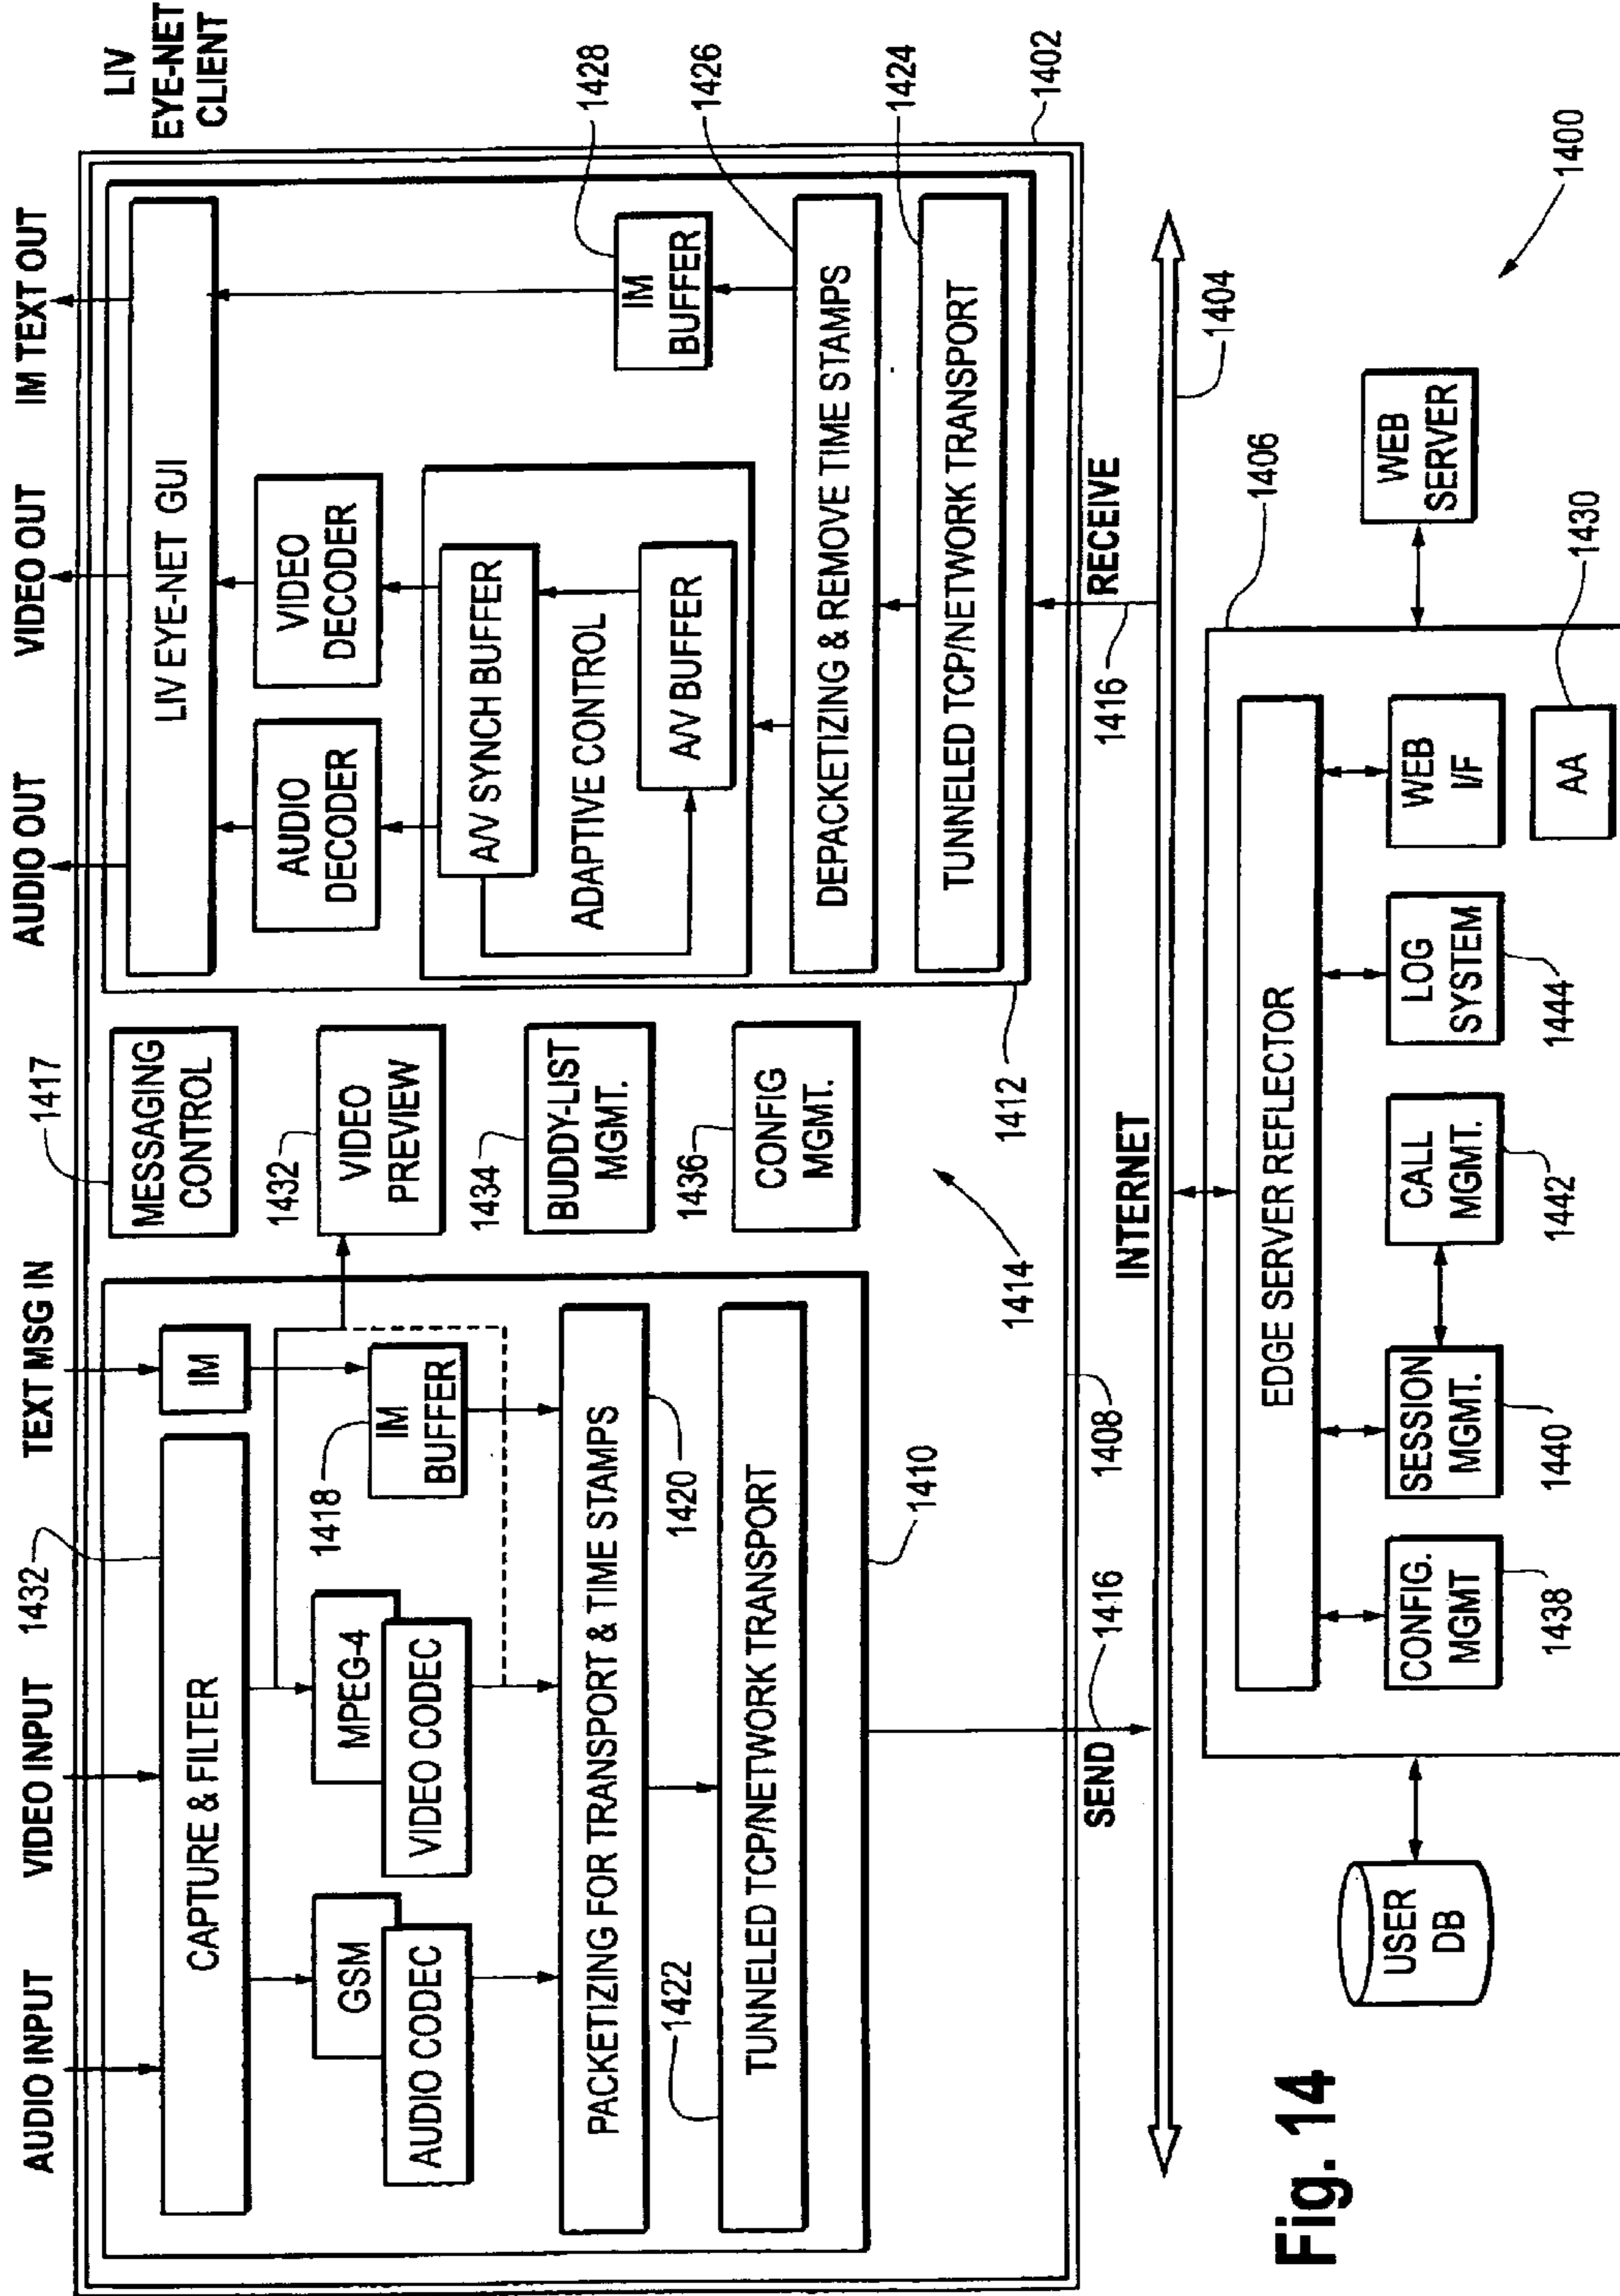 AUDIO INPUT
VIDEO INPUT
1432
TEXT MSG IN
1417
AUDIO OUT
VIDEO OUT
IM TEXT OUT
LIV
EYE-NET
CLIENT
CAPTURE & FILTER
IM
GSM
AUDIO CODEC
MPEG-4
VIDEO CODEC
1418
IM
BUFFER
PACKETIZING FOR TRANSPORT & TIME STAMPS
1420
1422
TUNNELED TCP/NETWORK TRANSPORT
1410
MESSAGING
CONTROL
1432
VIDEO
PREVIEW
1434
BUDDY-LIST
MGMT.
1436
CONFIG
MGMT.
1414
LIV EYE-NET GUI
AUDIO
DECODER
VIDEO
DECODER
A/V SYNCH BUFFER
ADAPTIVE CONTROL
A/V BUFFER
IM
BUFFER
1428
DEPACKETIZING & REMOVE TIME STAMPS
1426
TUNNELED TCP/NETWORK TRANSPORT
1424
1412
1402
1408
SEND
1416
INTERNET
1416
RECEIVE
1404
1400
1406
EDGE SERVER REFLECTOR
CONFIG.
MGMT
1438
SESSION
MGMT.
1440
CALL
MGMT.
1442
LOG
SYSTEM
1444
WEB
I/F
AA
1430
USER
DB
WEB
SERVER
Fig. 14